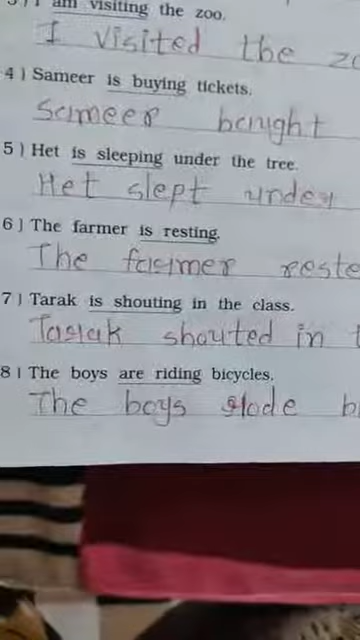 I am visiting the zoo.
I visited the zo
4) Sameer is buying tickets.
Sameer bought
5) Het is sleeping under the tree.
Het slept under
6) The farmer is resting.
The farmer reste
7) Tarak is shouting in the class.
Tarak shouted in t
8) The boys are riding bicycles.
The boys rode b